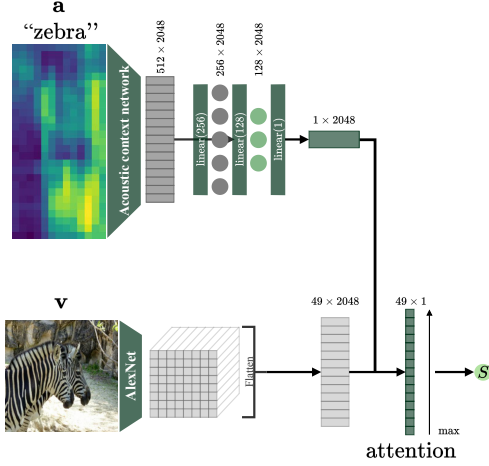 a
“zebra”
Acoustic context network
512 × 2048
linear(256)
256 × 2048
linear(128)
128 × 2048
linear(1)
1 × 2048
v
AlexNet
Flatten
49 × 2048
49 × 1
max
S
attention